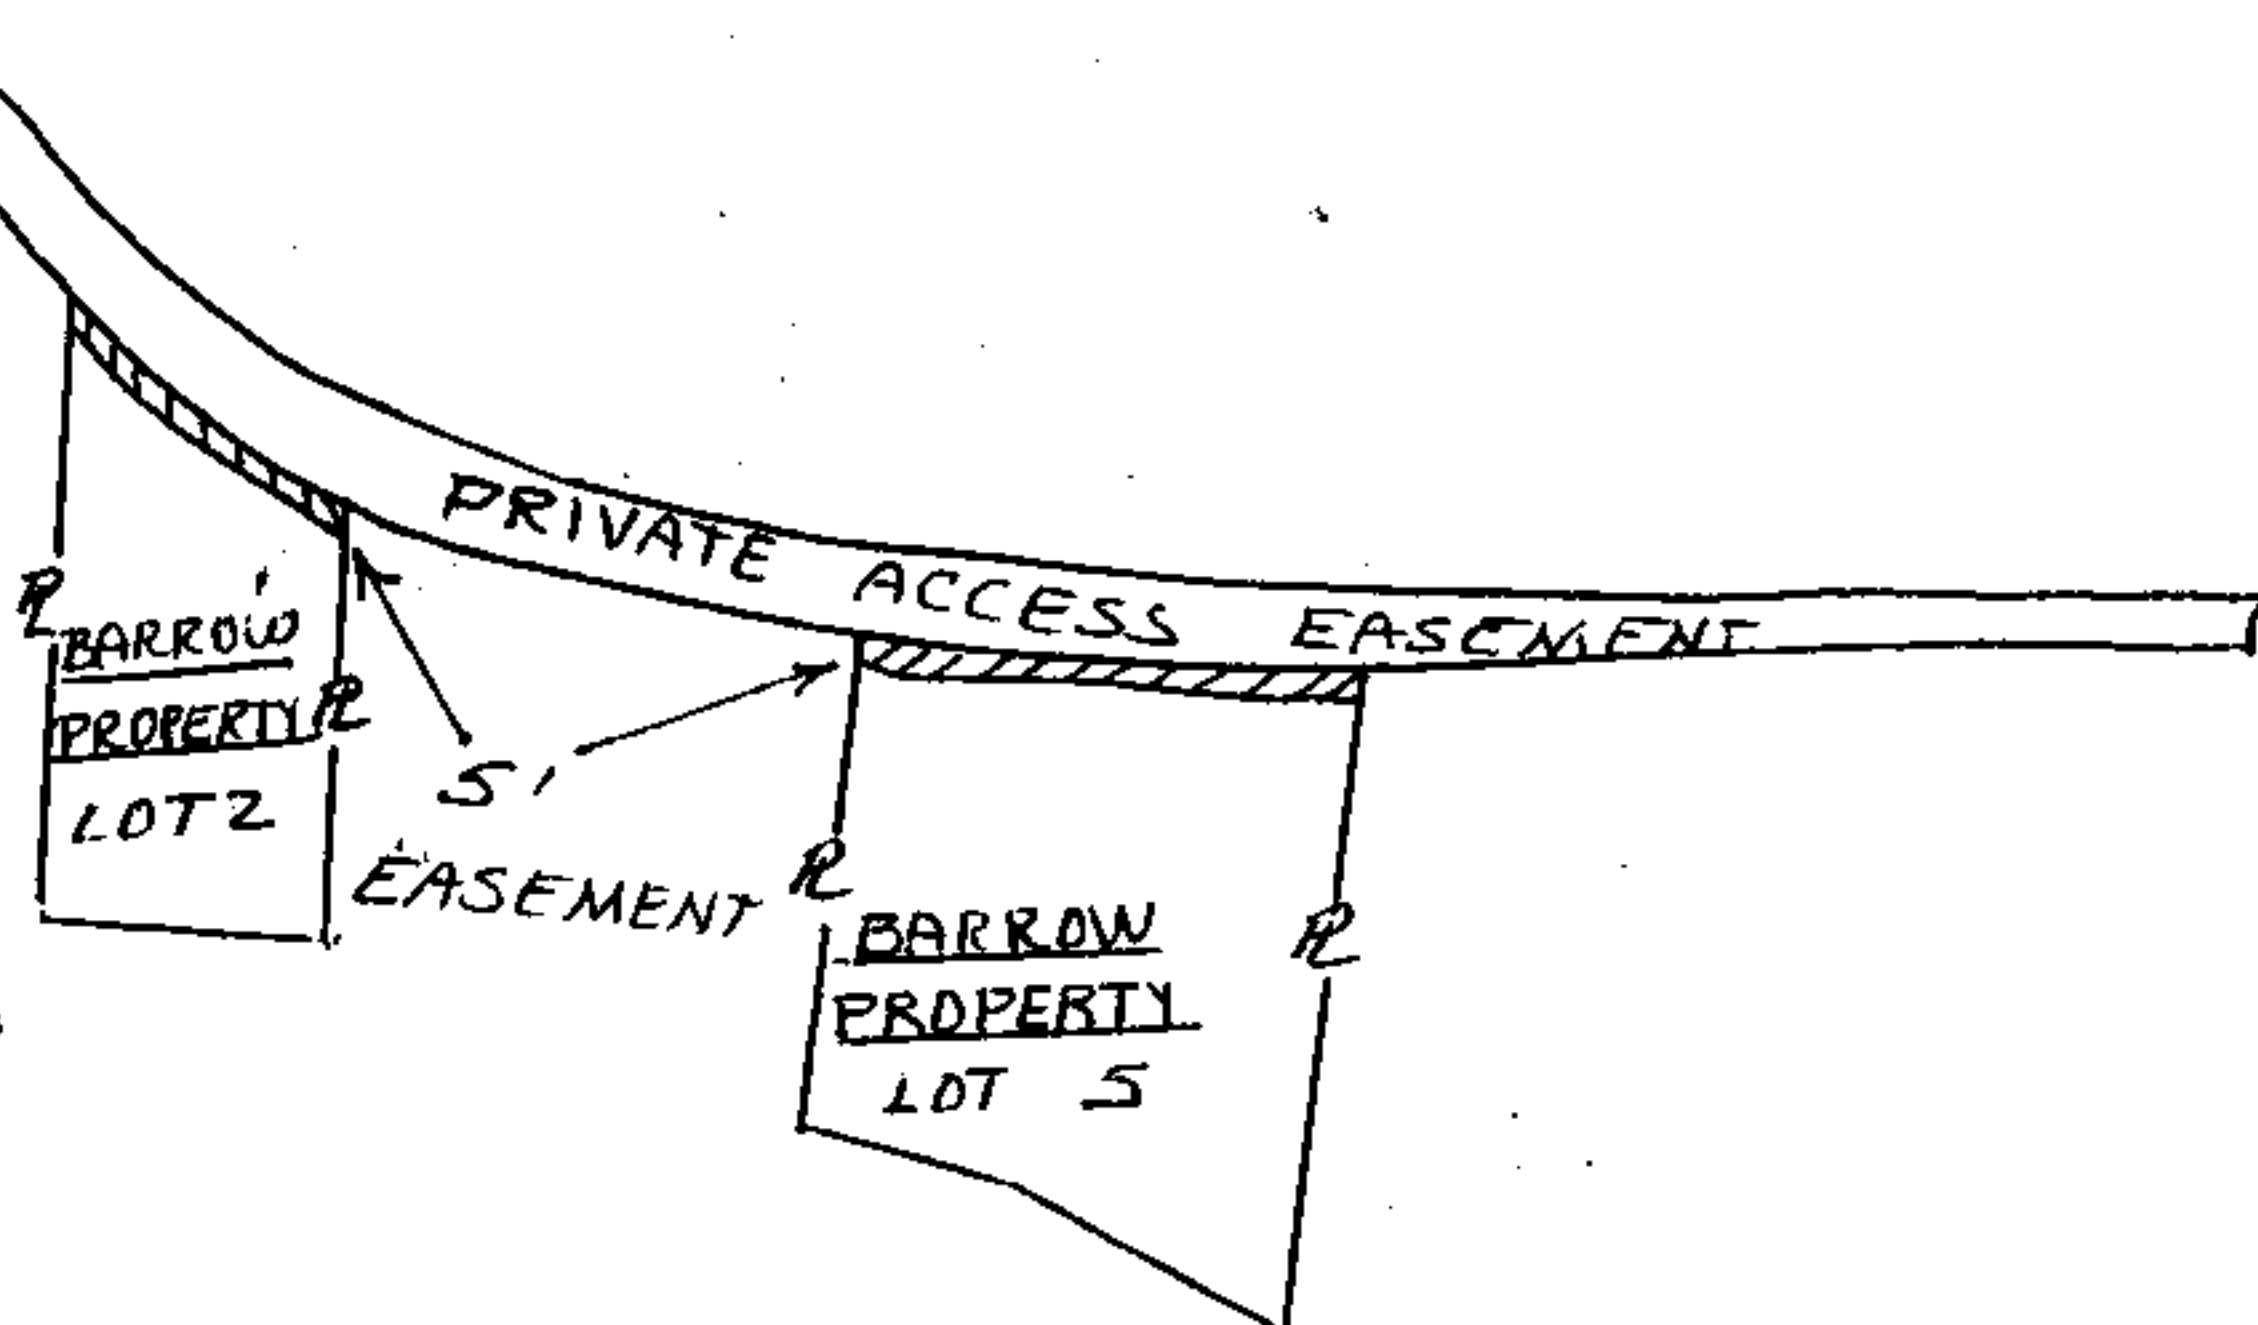 PRIVATE ACCESS EASEMENT
BARROW
PROPERTY
LOT 2
5'
EASEMENT
BARROW
PROPERTY
LOT 5